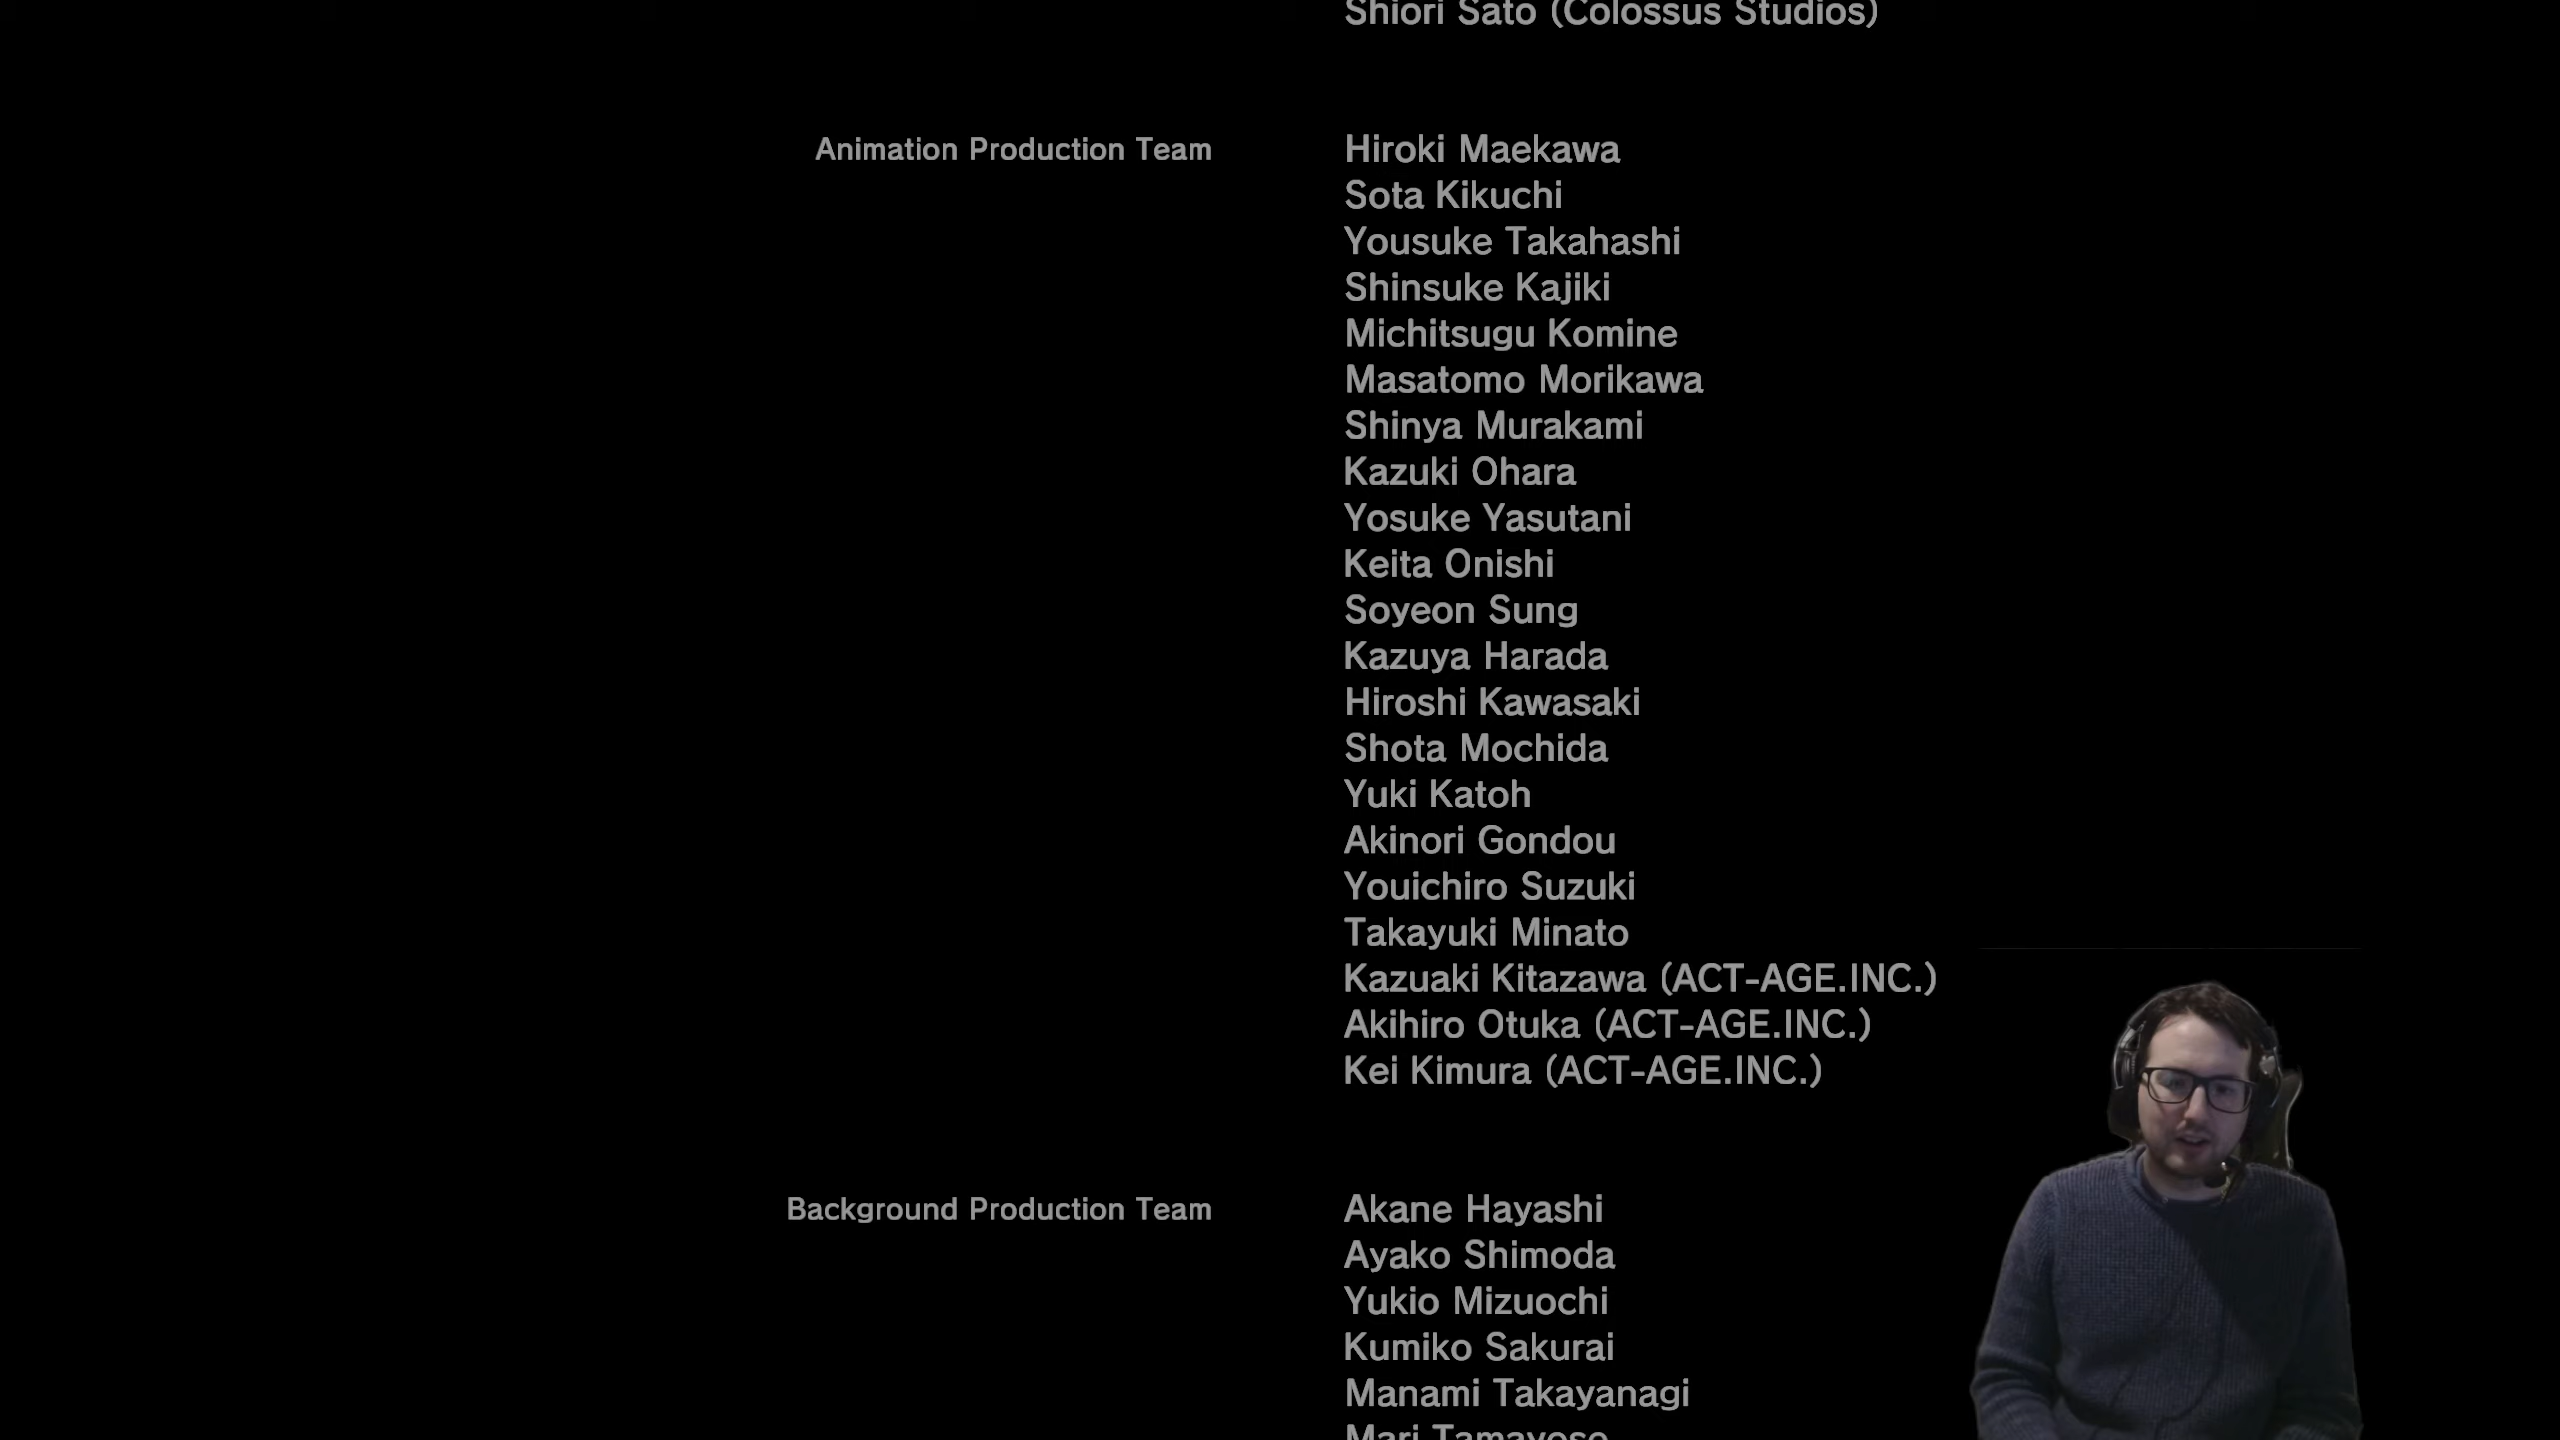 Shiori Sato (Colossus Studios)
Animation Production Team
Hiroki Maekawa
Sota Kikuchi
Yousuke Takahashi
Shinsuke Kajiki
Michitsugu Komine
Masatomo Morikawa
Shinya Murakami
Kazuki Ohara
Yosuke Yasutani
Keita Onishi
Soyeon Sung
Kazuya Harada
Hiroshi Kawasaki
Shota Mochida
Yuki Katoh
Akinori Gondou
Youichiro Suzuki
Takayuki Minato
Kazuaki Kitazawa (ACT-AGE.INC.)
Akihiro Otuka (ACT-AGE.INC.)
Kei Kimura (ACT-AGE.INC.)
Background Production Team
Akane Hayashi
Ayako Shimoda
Yukio Mizuochi
Kumiko Sakurai
Manami Takayanagi
Mari Tamayose